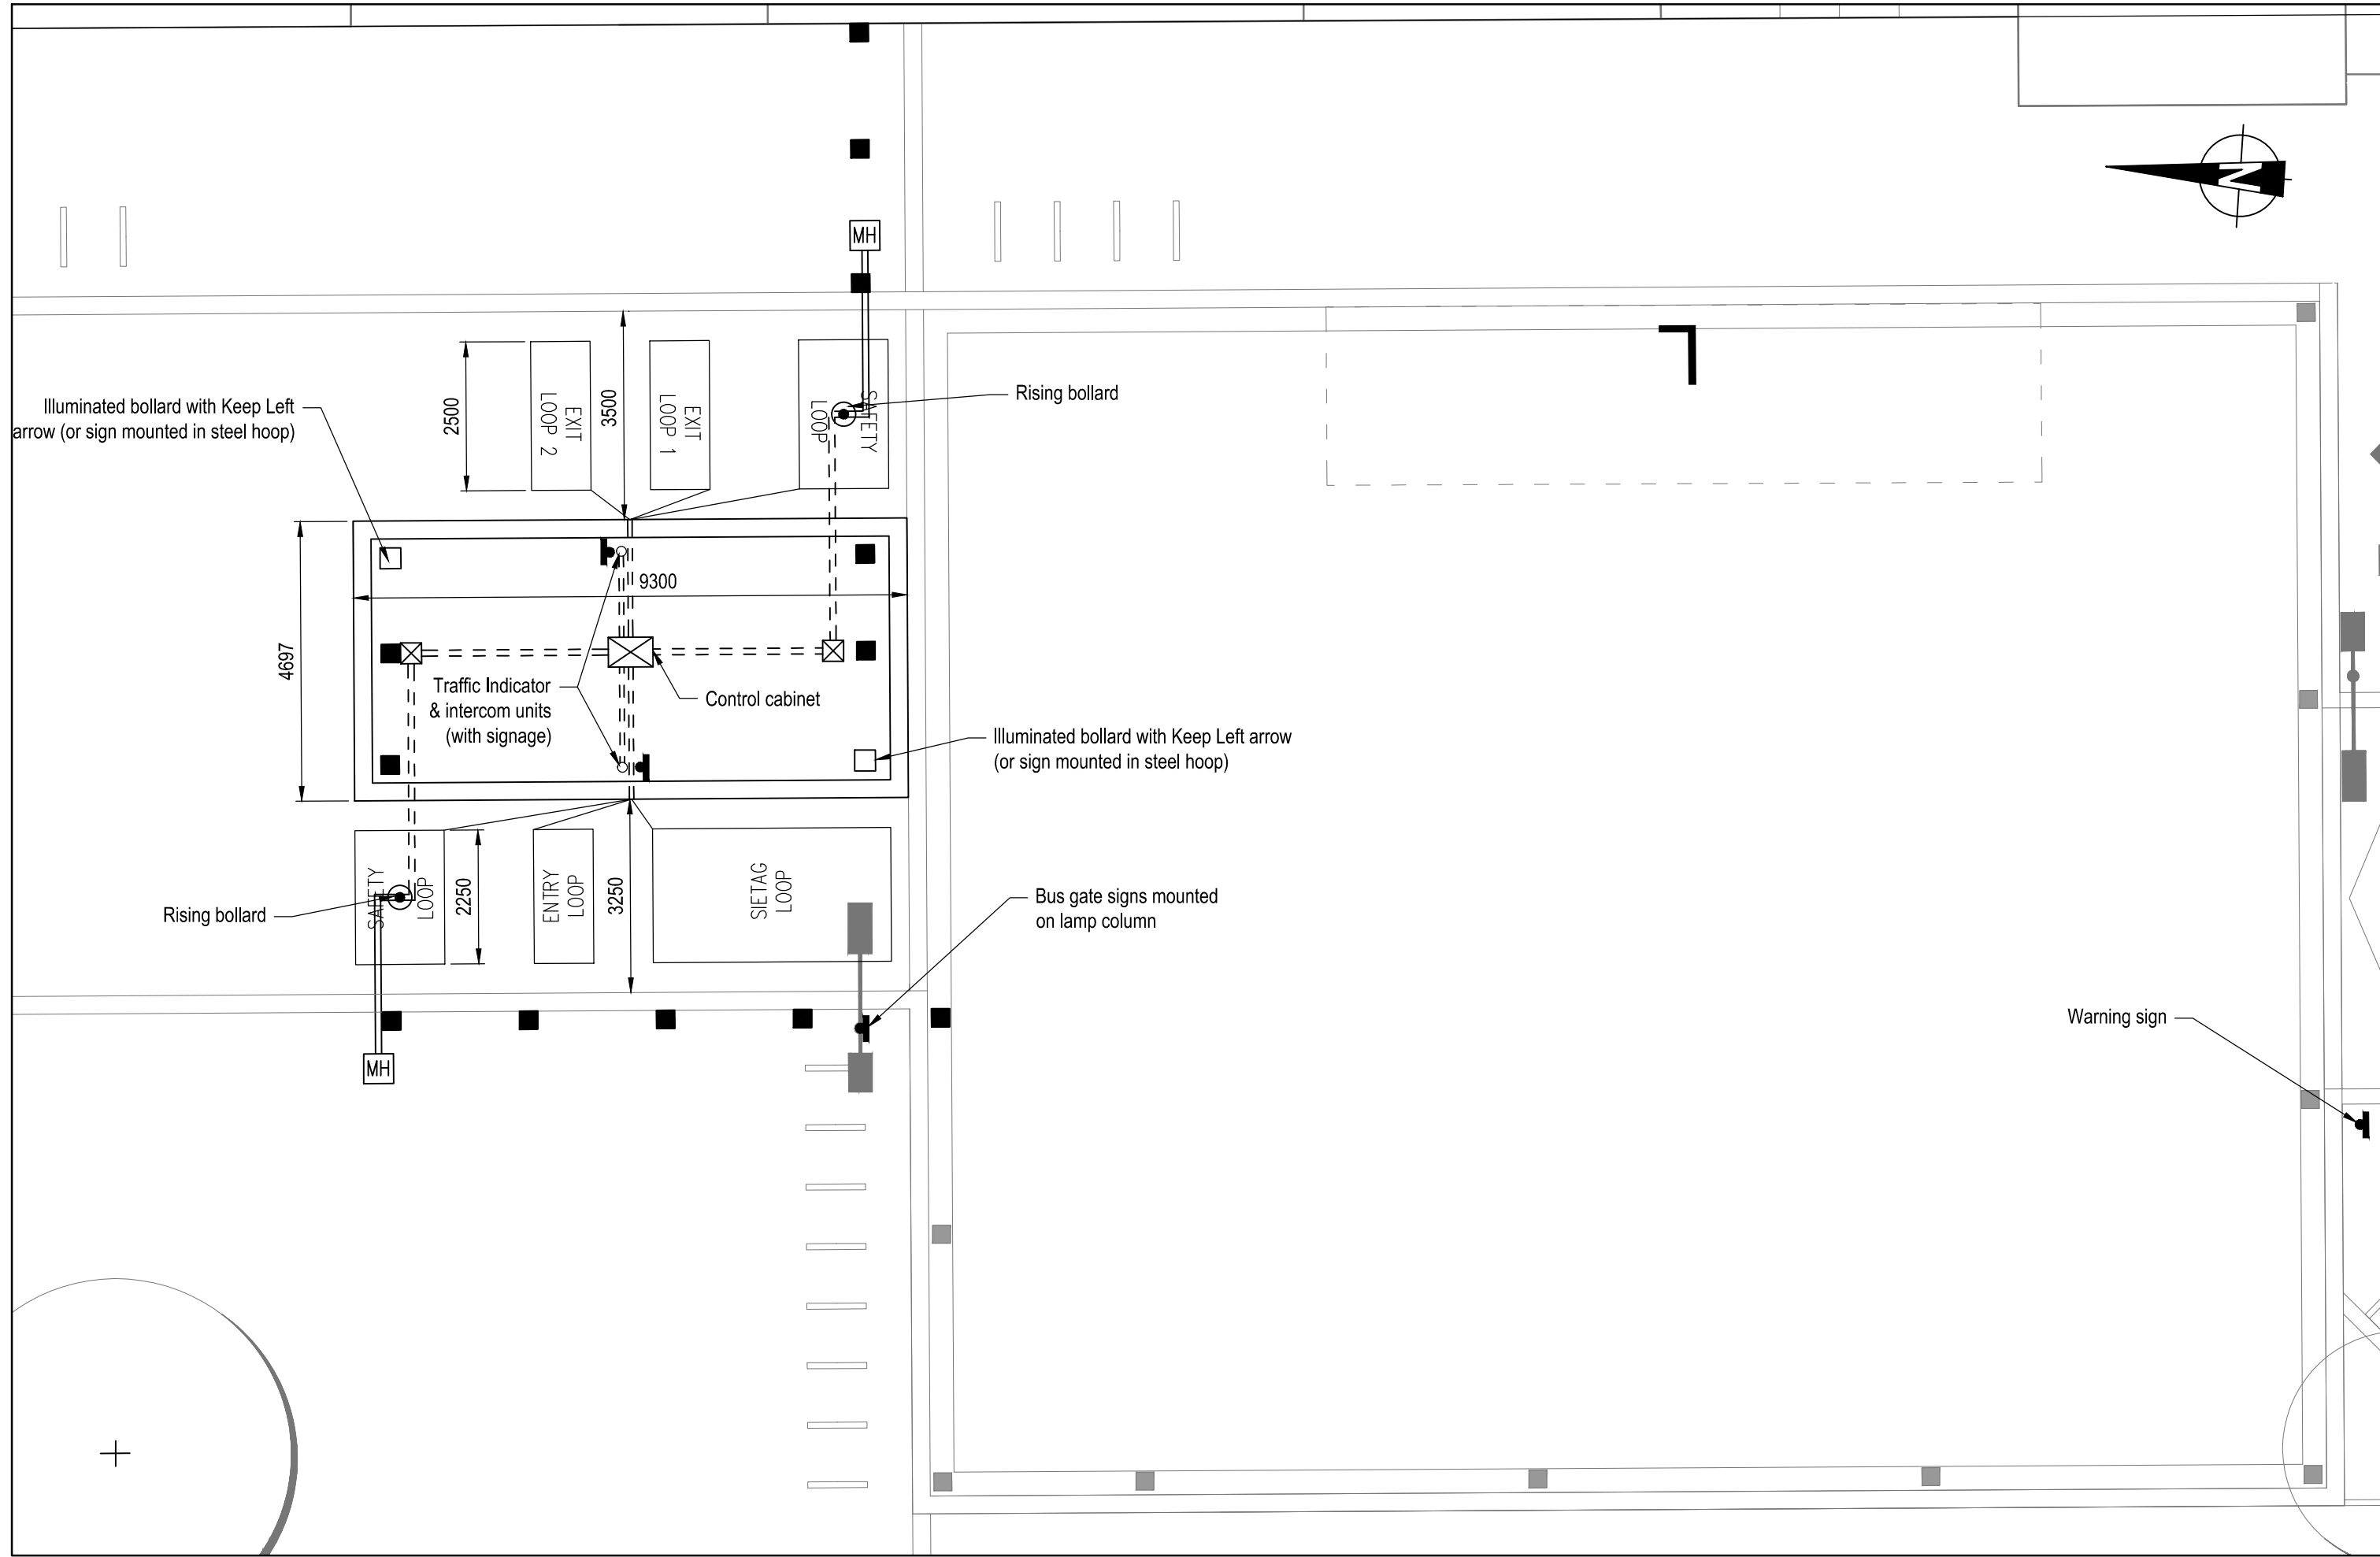 N
MH
Illuminated bollard with Keep Left
arrow (or sign mounted in steel hoop)
2500
EXIT
LOOP 2
3500
EXIT
LOOP 1
SAFETY
LOOP
Rising bollard
9300
4697
Traffic Indicator
& intercom units
(with signage)
Control cabinet
Illuminated bollard with Keep Left arrow
(or sign mounted in steel hoop)
SAFETY
LOOP
2250
ENTRY
LOOP
3250
SIETAG
LOOP
Rising bollard
Bus gate signs mounted
on lamp column
MH
Warning sign